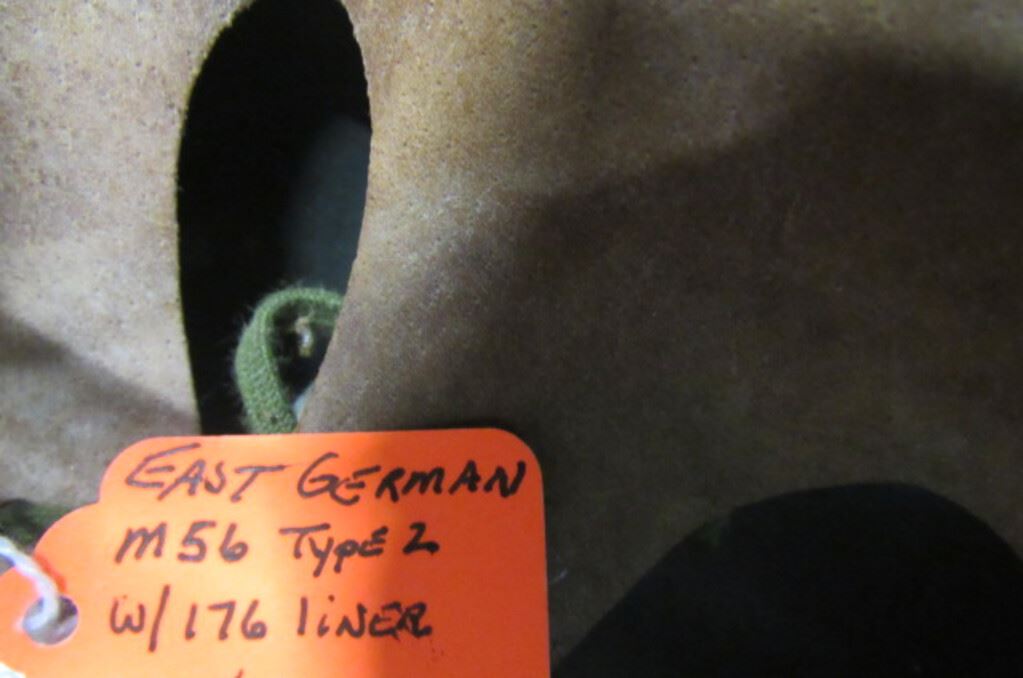 EAST GERMAN
M56 TYPE 2
W/176 liNER